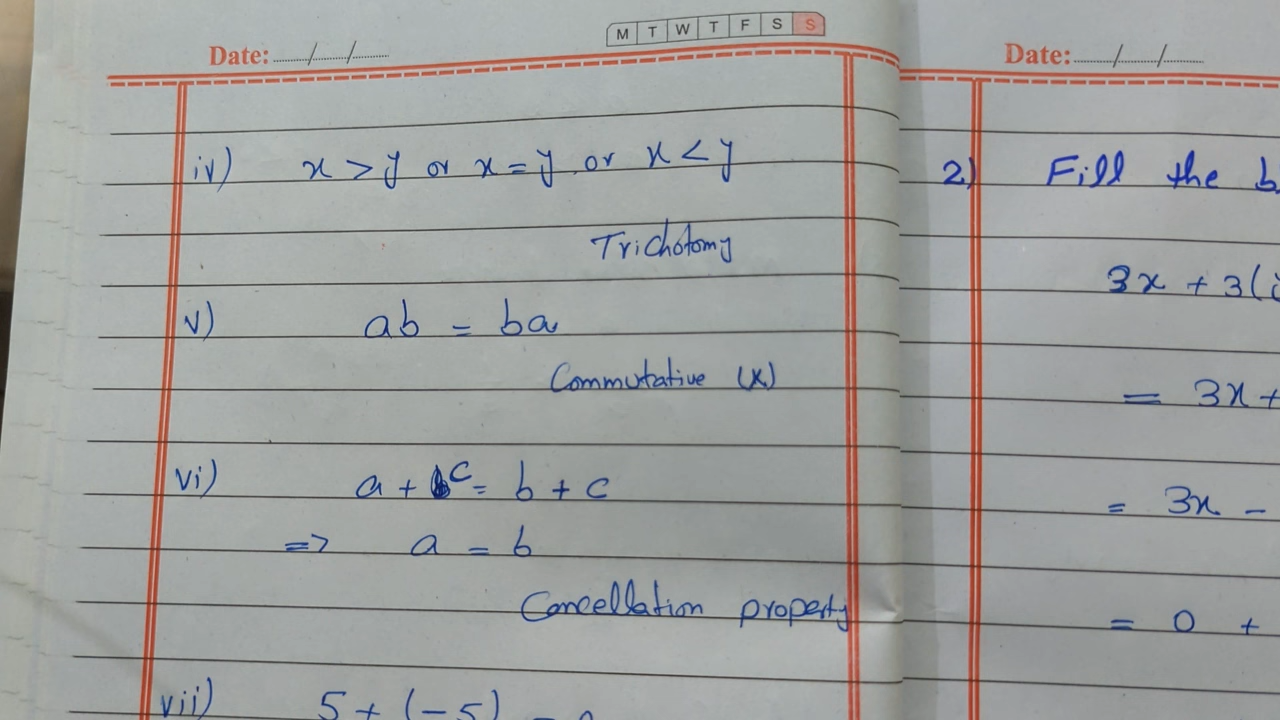 M T W T F S S
Date: ....../....../......
iv) x > y or x = y or x < y
Trichotomy
v) ab = ba
Commutative (x)
vi) a + c = b + c
=> a = b
Cancellation property
vii) 5 + (-5) =
Date: ....../....../......
2) Fill the b
3x + 3(
= 3x +
= 3x -
= 0 +